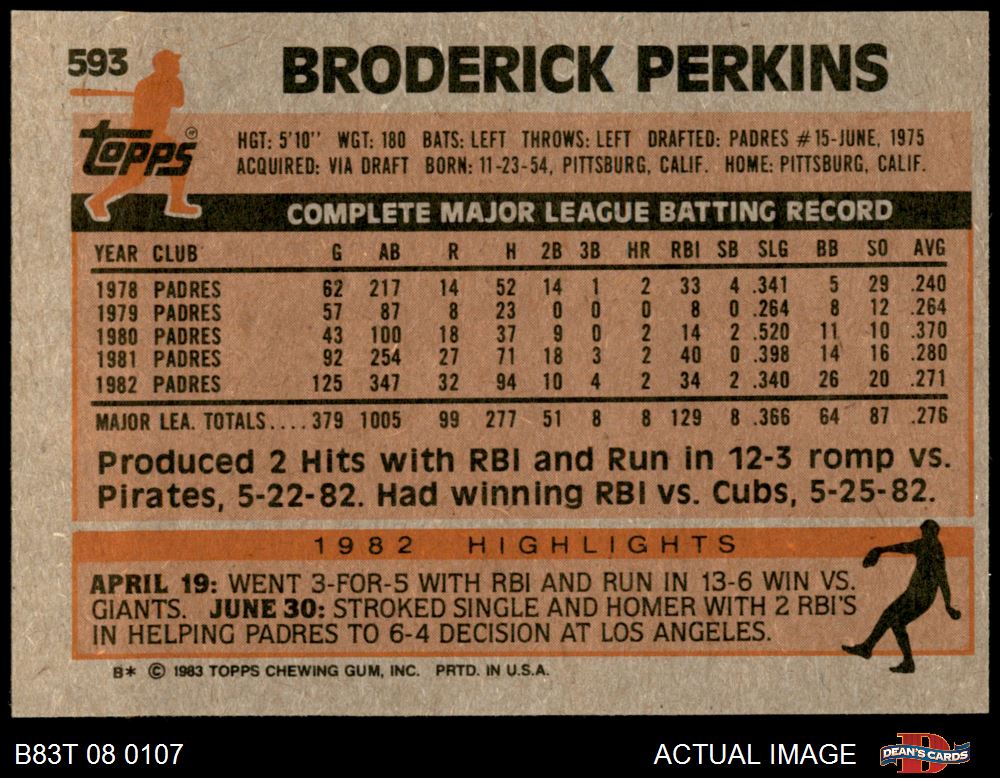 593
BRODERICK PERKINS
Topps
HGT: 5'10'' WGT: 180 BATS: LEFT THROWS: LEFT DRAFTED: PADRES #15-JUNE, 1975
ACQUIRED: VIA DRAFT BORN: 11-23-54, PITTSBURG, CALIF. HOME: PITTSBURG, CALIF.
COMPLETE MAJOR LEAGUE BATTING RECORD
YEAR CLUB G AB R H 2B 3B HR RBI SB SLG BB SO AVG
1978 PADRES 62 217 14 52 14 1 2 33 4 .341 5 29 .240
1979 PADRES 57 87 8 23 0 0 0 8 0 .264 8 12 .264
1980 PADRES 43 100 18 37 9 0 2 14 2 .520 11 10 .370
1981 PADRES 92 254 27 71 18 3 2 40 0 .398 14 16 .280
1982 PADRES 125 347 32 94 10 4 2 34 2 .340 26 20 .271
MAJOR LEA. TOTALS.... 379 1005 99 277 51 8 8 129 8 .366 64 87 .276
Produced 2 Hits with RBI and Run in 12-3 romp vs.
Pirates, 5-22-82. Had winning RBI vs. Cubs, 5-25-82.
1982 HIGHLIGHTS
APRIL 19: WENT 3-FOR-5 WITH RBI AND RUN IN 13-6 WIN VS.
GIANTS. JUNE 30: STROKED SINGLE AND HOMER WITH 2 RBI'S
IN HELPING PADRES TO 6-4 DECISION AT LOS ANGELES.
B* © 1983 TOPPS CHEWING GUM, INC. PRTD. IN U.S.A.
B83T 08 0107
ACTUAL IMAGE
DEAN'S CARDS